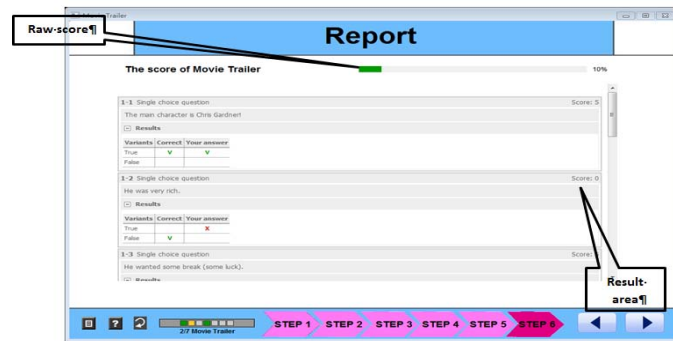 Movie Trailer
Raw·score¶
Report
The score of Movie Trailer 10%
1-1 Single choice question Score: 5
The main character is Chris Gardner!
Results
Variants Correct Your answer
True V V
False
1-2 Single choice question Score: 0
He was very rich.
Results
Variants Correct Your answer
True X
False V
1-3 Single choice question Score:
He wanted some break (some luck).
Results
Result·
area¶
2/7 Movie Trailer
STEP 1 STEP 2 STEP 3 STEP 4 STEP 5 STEP 6